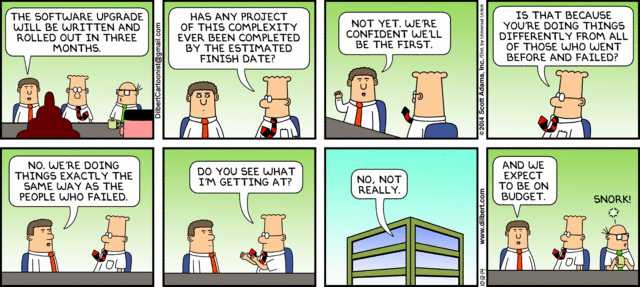 THE SOFTWARE UPGRADE
WILL BE WRITTEN AND
ROLLED OUT IN THREE
MONTHS.
DilbertCartoonist@gmail.com
HAS ANY PROJECT
OF THIS COMPLEXITY
EVER BEEN COMPLETED
BY THE ESTIMATED
FINISH DATE?
NOT YET. WE'RE
CONFIDENT WE'LL
BE THE FIRST.
©2014 Scott Adams, Inc. /Dist. by Universal Uclick
IS THAT BECAUSE
YOU'RE DOING THINGS
DIFFERENTLY FROM ALL
OF THOSE WHO WENT
BEFORE AND FAILED?
NO. WE'RE DOING
THINGS EXACTLY THE
SAME WAY AS THE
PEOPLE WHO FAILED.
DO YOU SEE WHAT
I'M GETTING AT?
NO, NOT
REALLY.
www.dilbert.com
10-12-14
AND WE
EXPECT
TO BE ON
BUDGET.
SNORK!